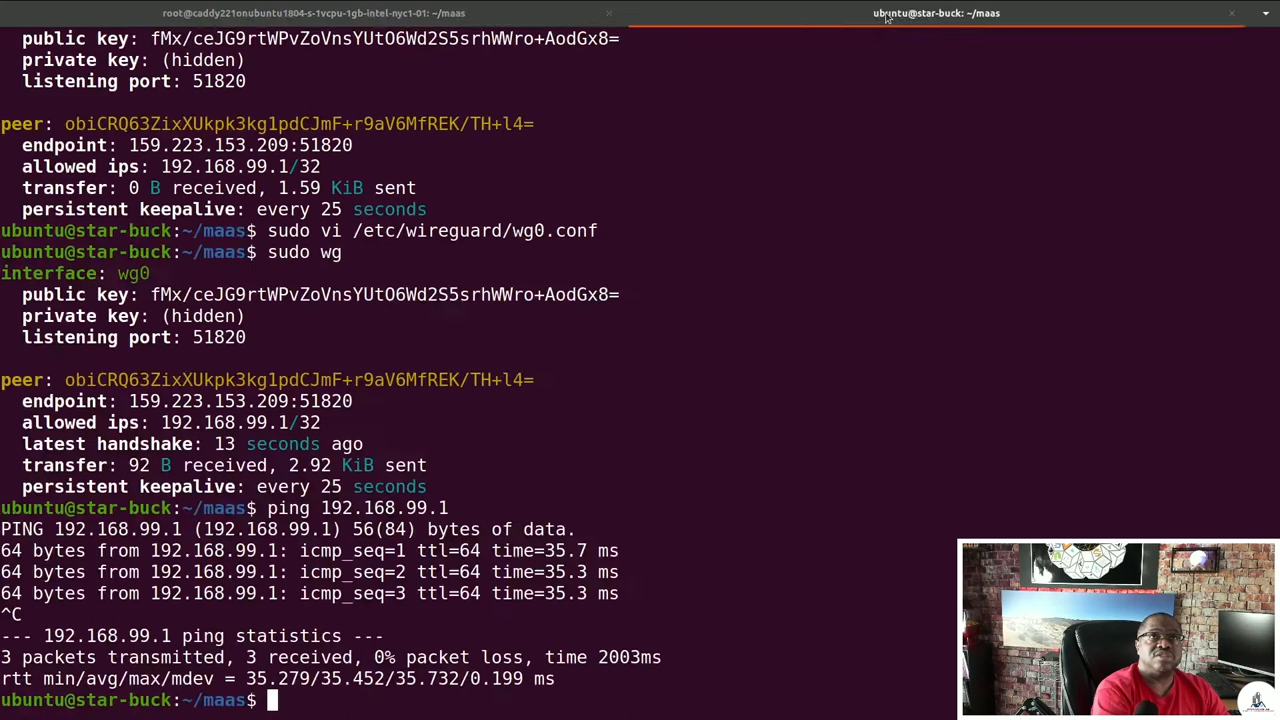 root@caddy221onubuntu1804-s-1vcpu-1gb-intel-nyc1-01: ~/maas
ubuntu@star-buck: ~/maas
public key: fMx/ceJG9rtWPvZoVnsYUtO6Wd2S5srhWWro+AodGx8=
private key: (hidden)
listening port: 51820
peer: obiCRQ63ZixXUkpk3kg1pdCJmF+r9aV6MfREK/TH+l4=
endpoint: 159.223.153.209:51820
allowed ips: 192.168.99.1/32
transfer: 0 B received, 1.59 KiB sent
persistent keepalive: every 25 seconds
ubuntu@star-buck:~/maas$ sudo vi /etc/wireguard/wg0.conf
ubuntu@star-buck:~/maas$ sudo wg
interface: wg0
public key: fMx/ceJG9rtWPvZoVnsYUtO6Wd2S5srhWWro+AodGx8=
private key: (hidden)
listening port: 51820
peer: obiCRQ63ZixXUkpk3kg1pdCJmF+r9aV6MfREK/TH+l4=
endpoint: 159.223.153.209:51820
allowed ips: 192.168.99.1/32
latest handshake: 13 seconds ago
transfer: 92 B received, 2.92 KiB sent
persistent keepalive: every 25 seconds
ubuntu@star-buck:~/maas$ ping 192.168.99.1
PING 192.168.99.1 (192.168.99.1) 56(84) bytes of data.
64 bytes from 192.168.99.1: icmp_seq=1 ttl=64 time=35.7 ms
64 bytes from 192.168.99.1: icmp_seq=2 ttl=64 time=35.3 ms
64 bytes from 192.168.99.1: icmp_seq=3 ttl=64 time=35.3 ms
^C
--- 192.168.99.1 ping statistics ---
3 packets transmitted, 3 received, 0% packet loss, time 2003ms
rtt min/avg/max/mdev = 35.279/35.452/35.732/0.199 ms
ubuntu@star-buck:~/maas$